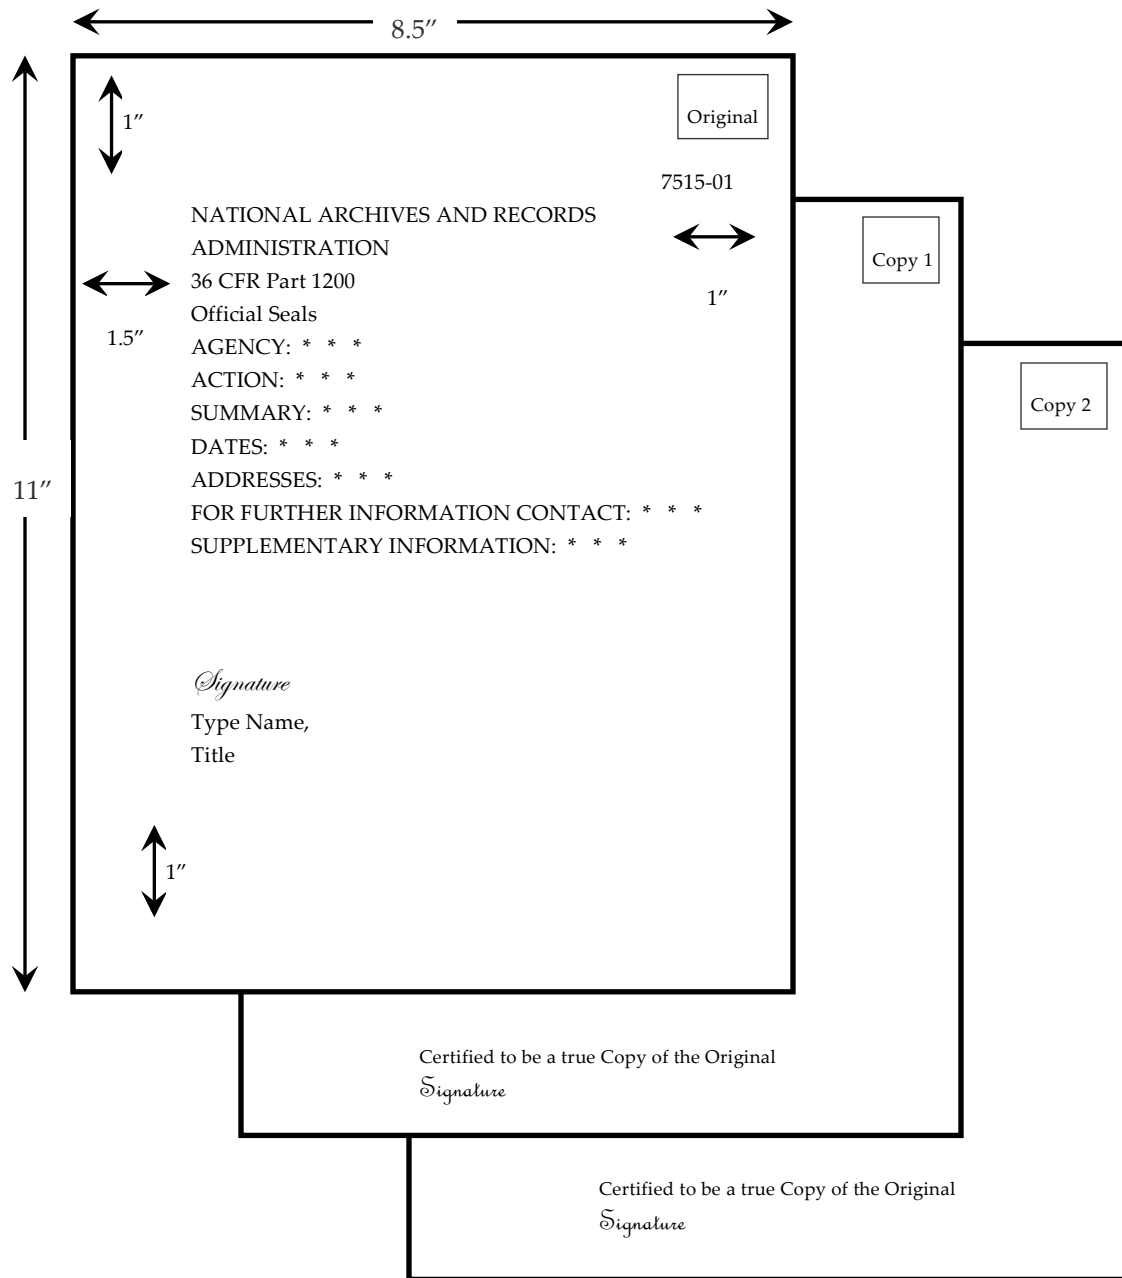 8.5″
1″
Original
7515-01
NATIONAL ARCHIVES AND RECORDS
ADMINISTRATION
36 CFR Part 1200
Official Seals
1″
1.5″
AGENCY: * * *
ACTION: * * *
SUMMARY: * * *
DATES: * * *
ADDRESSES: * * *
11″
FOR FURTHER INFORMATION CONTACT: * * *
SUPPLEMENTARY INFORMATION: * * *
Signature
Type Name,
Title
1″
Copy 1
Certified to be a true Copy of the Original
Signature
Copy 2
Certified to be a true Copy of the Original
Signature